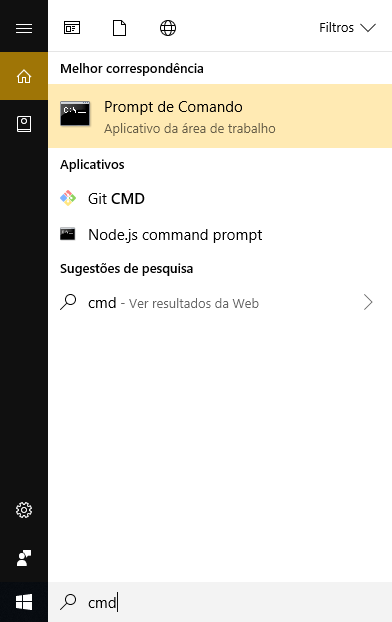 Filtros
Melhor correspondência
C:\_
Prompt de Comando
Aplicativo da área de trabalho
Aplicativos
Git CMD
Node.js command prompt
Sugestões de pesquisa
cmd - Ver resultados da Web
cmd